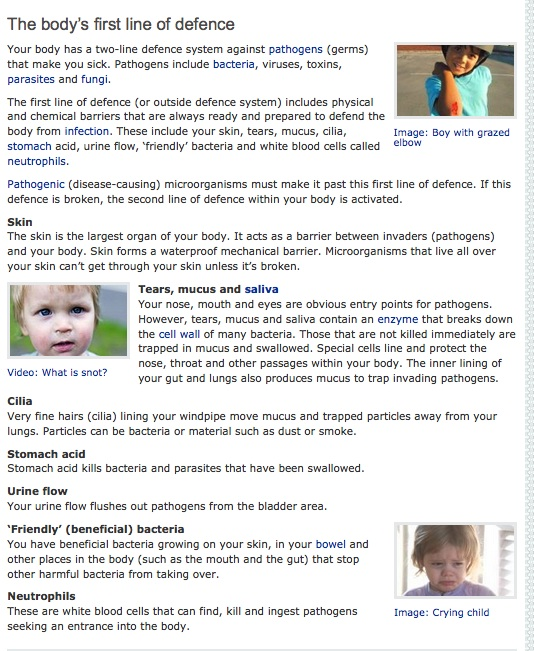 The body's first line of defence
Your body has a two-line defence system against pathogens (germs)
that make you sick. Pathogens include bacteria, viruses, toxins,
parasites and fungi.
The first line of defence (or outside defence system) includes physical
and chemical barriers that are always ready and prepared to defend the
body from infection. These include your skin, tears, mucus, cilia,
stomach acid, urine flow, ‘friendly’ bacteria and white blood cells called
neutrophils.
Image: Boy with grazed
elbow
Pathogenic (disease-causing) microorganisms must make it past this first line of defence. If this
defence is broken, the second line of defence within your body is activated.
Skin
The skin is the largest organ of your body. It acts as a barrier between invaders (pathogens)
and your body. Skin forms a waterproof mechanical barrier. Microorganisms that live all over
your skin can’t get through your skin unless it’s broken.
Tears, mucus and saliva
Your nose, mouth and eyes are obvious entry points for pathogens.
However, tears, mucus and saliva contain an enzyme that breaks down
the cell wall of many bacteria. Those that are not killed immediately are
trapped in mucus and swallowed. Special cells line and protect the
nose, throat and other passages within your body. The inner lining of
your gut and lungs also produces mucus to trap invading pathogens.
Video: What is snot?
Cilia
Very fine hairs (cilia) lining your windpipe move mucus and trapped particles away from your
lungs. Particles can be bacteria or material such as dust or smoke.
Stomach acid
Stomach acid kills bacteria and parasites that have been swallowed.
Urine flow
Your urine flow flushes out pathogens from the bladder area.
‘Friendly’ (beneficial) bacteria
You have beneficial bacteria growing on your skin, in your bowel and
other places in the body (such as the mouth and the gut) that stop
other harmful bacteria from taking over.
Neutrophils
These are white blood cells that can find, kill and ingest pathogens
seeking an entrance into the body.
Image: Crying child